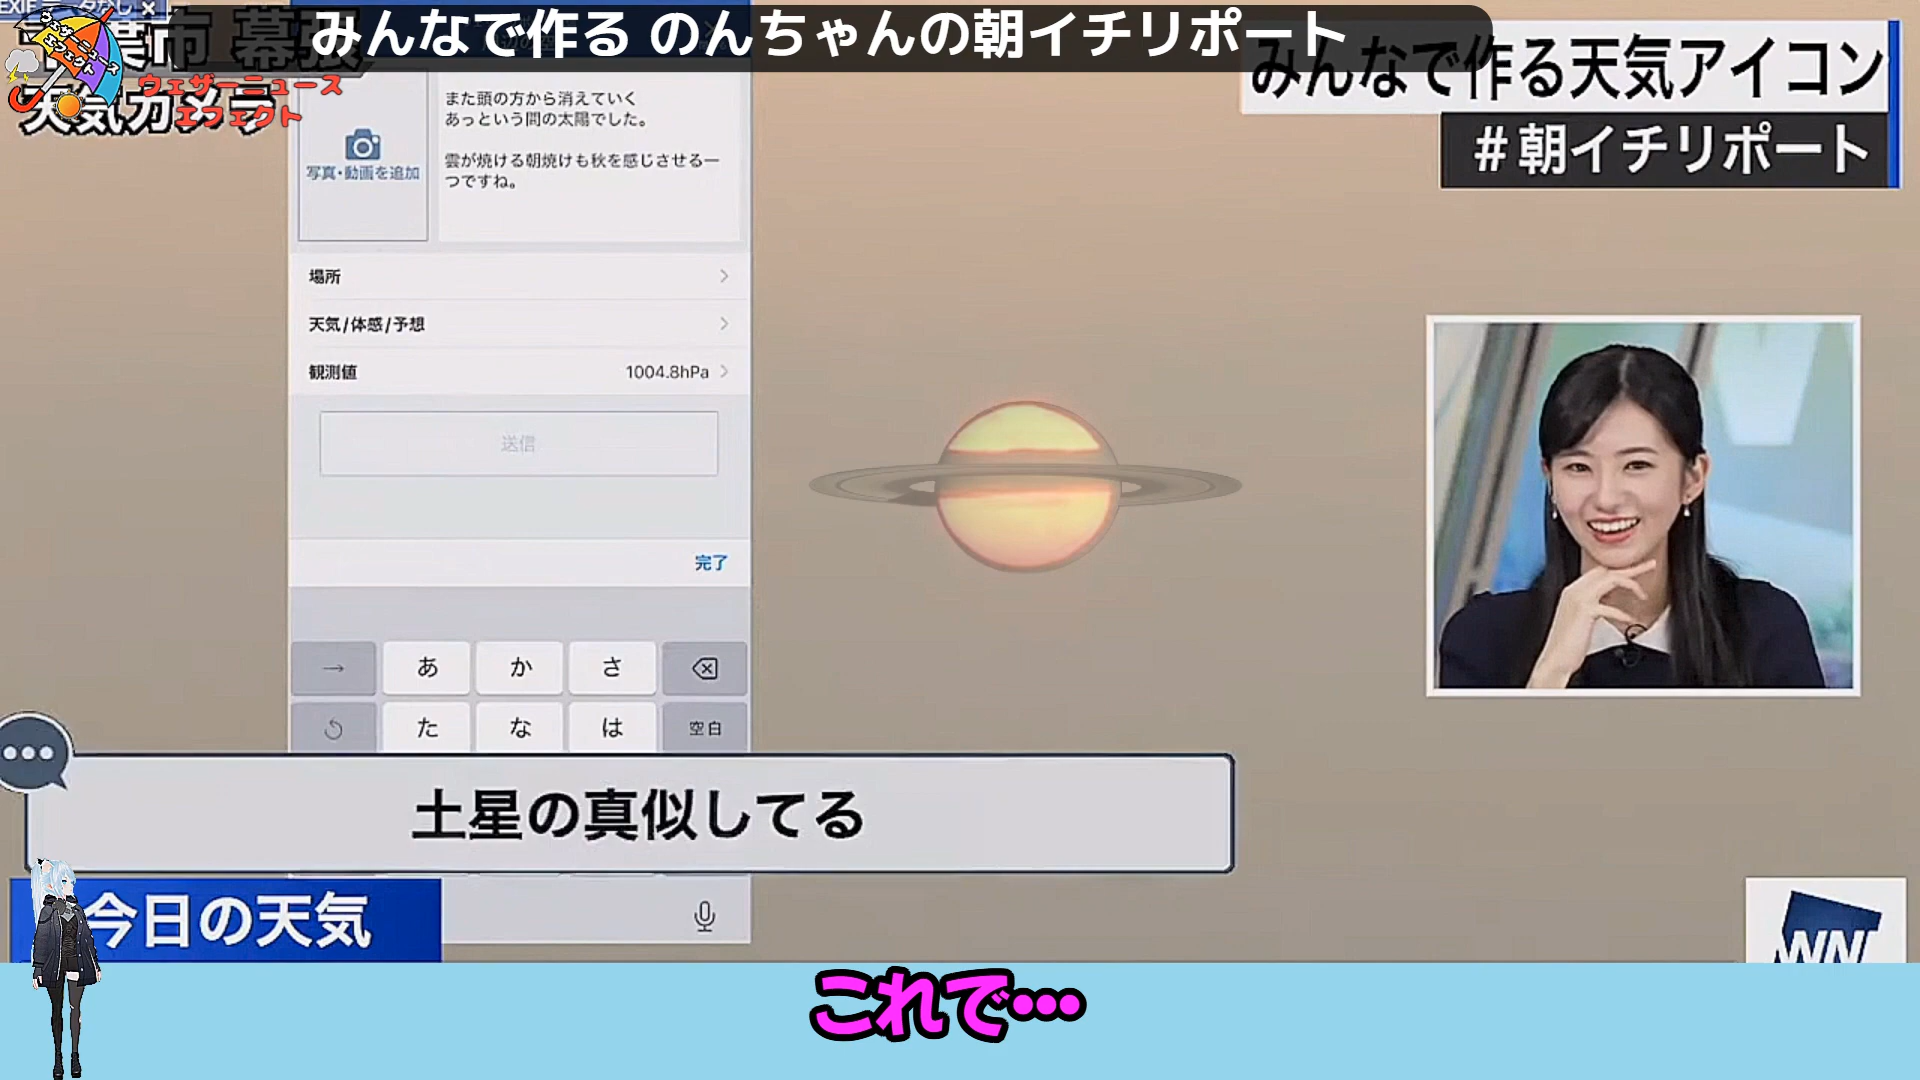 みんなで作る のんちゃんの朝イチリポート
天気カメラ
ウェザーニュース
エフェクト
みんなで作る天気アイコン
#朝イチリポート
また頭の方から消えていく
あっという間の太陽でした。
雲が焼ける朝焼けも秋を感じさせる一
つですね。
写真・動画を追加
場所
天気/体感/予想
観測値 1004.8hPa
送信
完了
→ あ か さ
た な は 空白
土星の真似してる
今日の天気
WNI
これで…